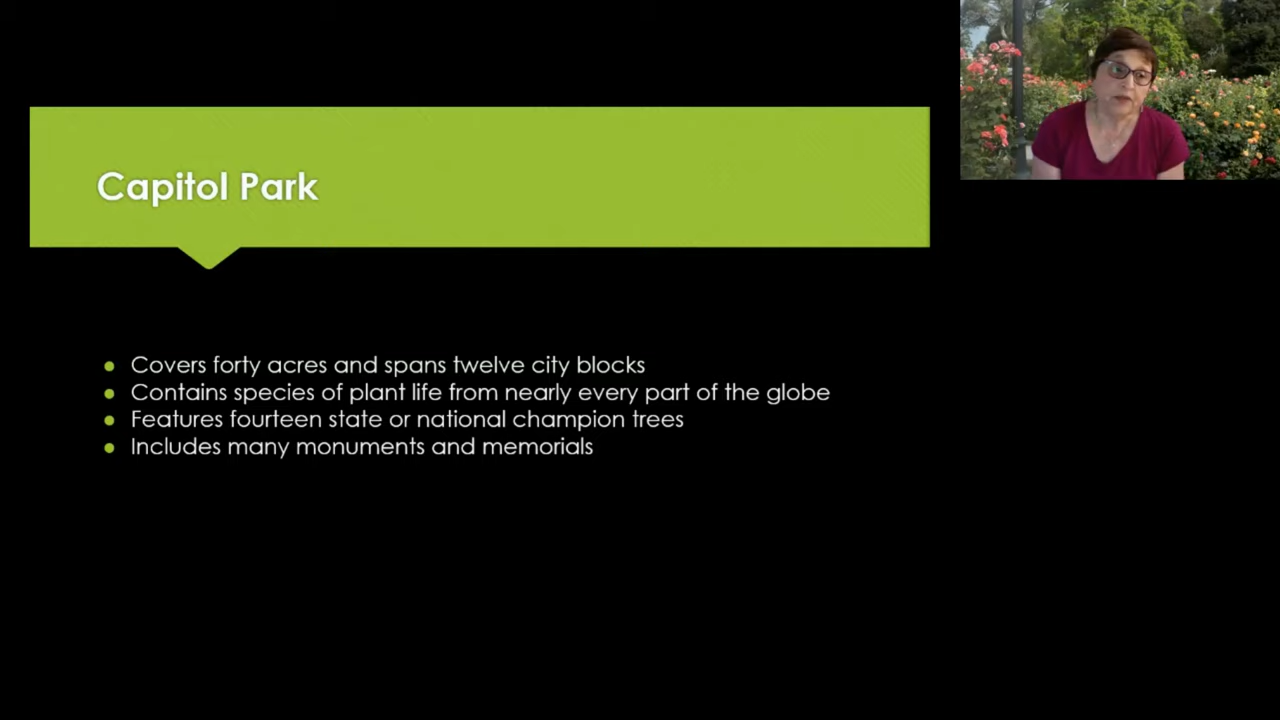 Capitol Park
Covers forty acres and spans twelve city blocks
Contains species of plant life from nearly every part of the globe
Features fourteen state or national champion trees
Includes many monuments and memorials